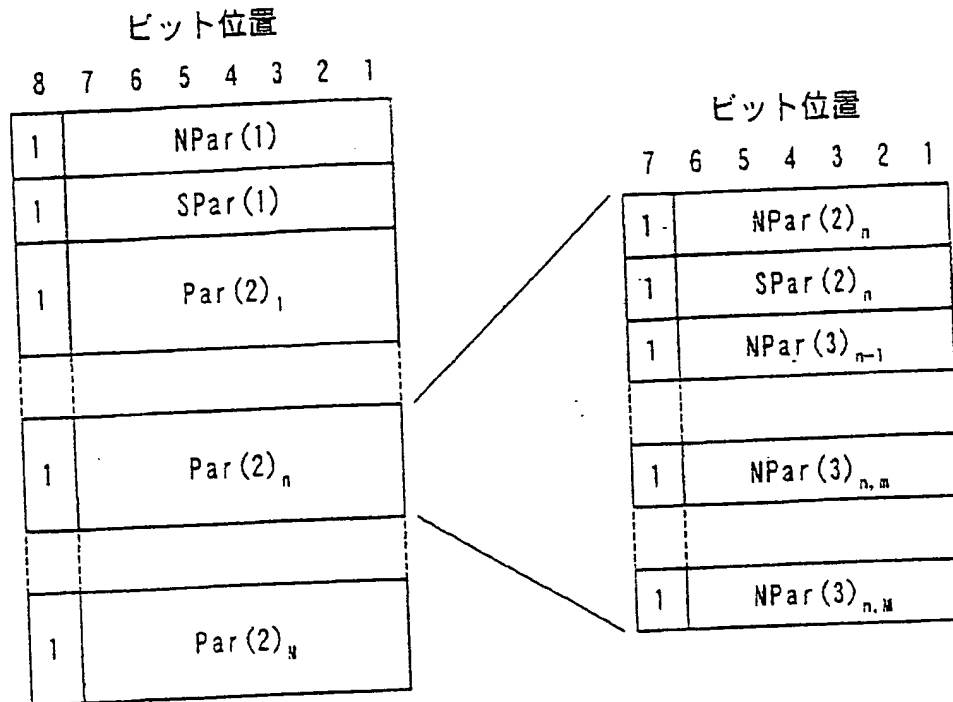 ビット位置
8 7 6 5 4 3 2 1
1 NPar(1)
1 SPar(1)
1 Par(2)₁
1 Par(2)ₙ
1 Par(2)_N
ビット位置
7 6 5 4 3 2 1
1 NPar(2)ₙ
1 SPar(2)ₙ
1 NPar(3)ₙ₋₁
1 NPar(3)ₙ,ₘ
1 NPar(3)ₙ,_M